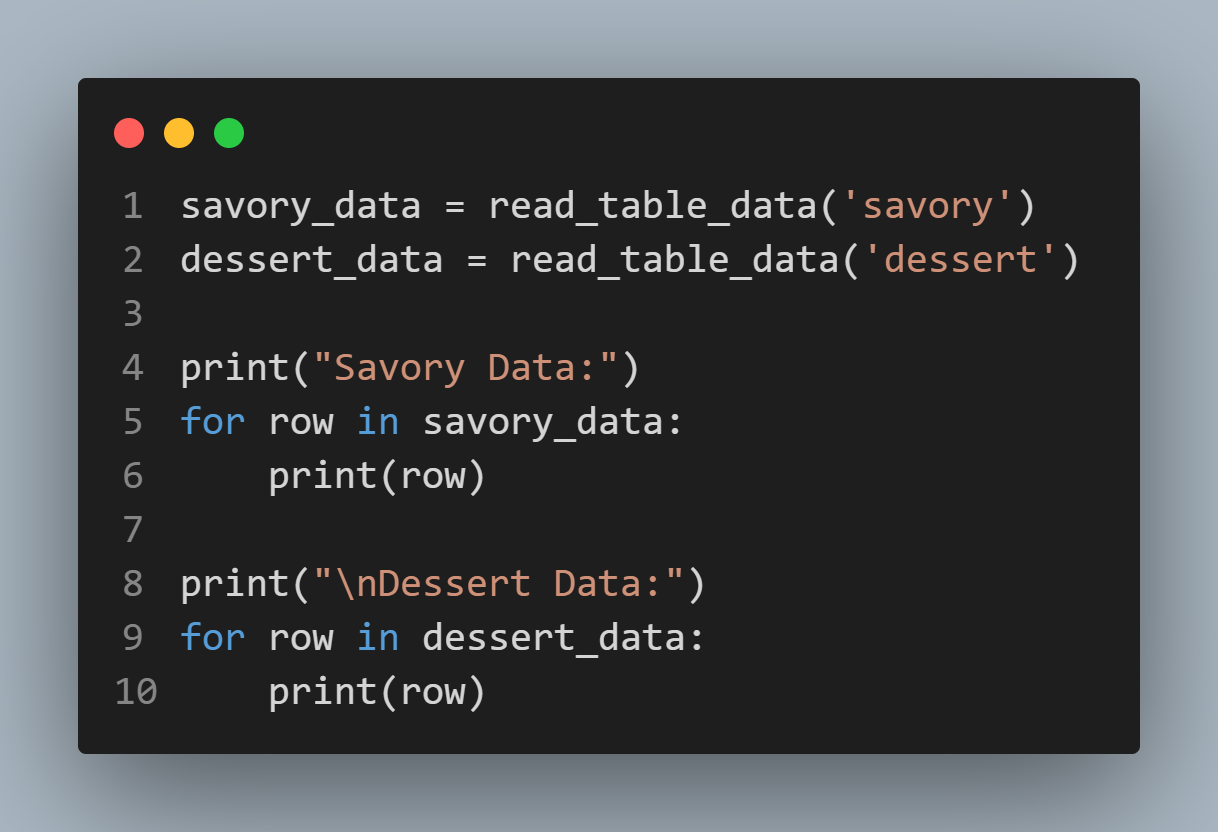 1 savory_data = read_table_data('savory')
2 dessert_data = read_table_data('dessert')
3
4 print("Savory Data:")
5 for row in savory_data:
6     print(row)
7
8 print("\nDessert Data:")
9 for row in dessert_data:
10     print(row)